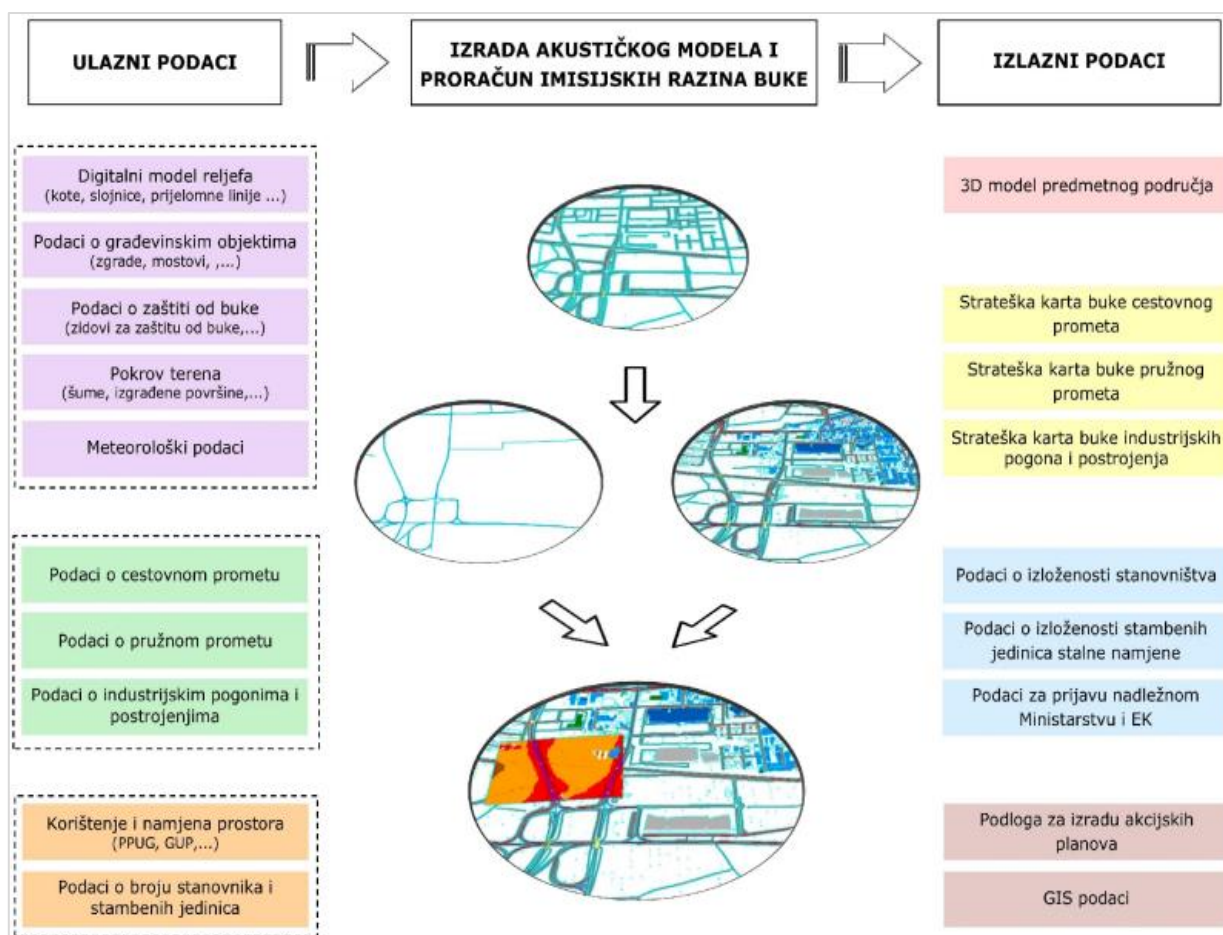 ULAZNI PODACI
IZRADA AKUSTIČKOG MODELA I
PRORAČUN IMISIJSKIH RAZINA BUKE
IZLAZNI PODACI
Digitalni model reljefa
(kote, slojnice, prijelomne linije ...)
Podaci o građevinskim objektima
(zgrade, mostovi, ,...)
Podaci o zaštiti od buke
(zidovi za zaštitu od buke,...)
Pokrov terena
(šume, izgrađene površine,...)
Meteorološki podaci
Podaci o cestovnom prometu
Podaci o pružnom prometu
Podaci o industrijskim pogonima i
postrojenjima
Korištenje i namjena prostora
(PPUG, GUP,...)
Podaci o broju stanovnika i
stambenih jedinica
3D model predmetnog područja
Strateška karta buke cestovnog
prometa
Strateška karta buke pružnog
prometa
Strateška karta buke industrijskih
pogona i postrojenja
Podaci o izloženosti stanovništva
Podaci o izloženosti stambenih
jedinica stalne namjene
Podaci za prijavu nadležnom
Ministarstvu i EK
Podloga za izradu akcijskih
planova
GIS podaci